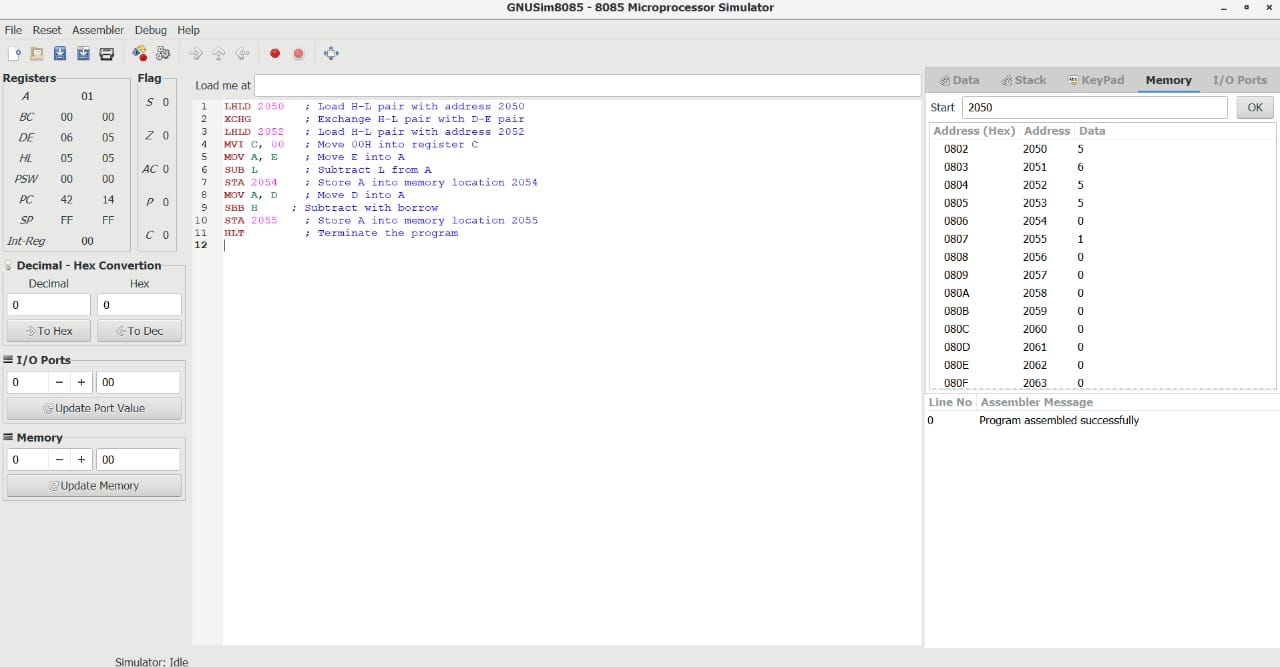 GNUSim8085 - 8085 Microprocessor Simulator
File Reset Assembler Debug Help
Registers
A 01
BC 00 00
DE 06 05
HL 05 05
PSW 00 00
PC 42 14
SP FF FF
Int-Reg 00
Flag
S 0
Z 0
AC 0
P 0
C 0
Decimal - Hex Convertion
Decimal Hex
0 0
To Hex To Dec
I/O Ports
0 − + 00
Update Port Value
Memory
0 − + 00
Update Memory
Load me at
1 LHLD 2050 ; Load H-L pair with address 2050
2 XCHG ; Exchange H-L pair with D-E pair
3 LHLD 2052 ; Load H-L pair with address 2052
4 MVI C, 00 ; Move 00H into register C
5 MOV A, E ; Move E into A
6 SUB L ; Subtract L from A
7 STA 2054 ; Store A into memory location 2054
8 MOV A, D ; Move D into A
9 SBB H ; Subtract with borrow
10 STA 2055 ; Store A into memory location 2055
11 HLT ; Terminate the program
12
Data Stack KeyPad Memory I/O Ports
Start 2050 OK
Address (Hex) Address Data
0802 2050 5
0803 2051 6
0804 2052 5
0805 2053 5
0806 2054 0
0807 2055 1
0808 2056 0
0809 2057 0
080A 2058 0
080B 2059 0
080C 2060 0
080D 2061 0
080E 2062 0
080F 2063 0
Line No Assembler Message
0 Program assembled successfully
Simulator: Idle